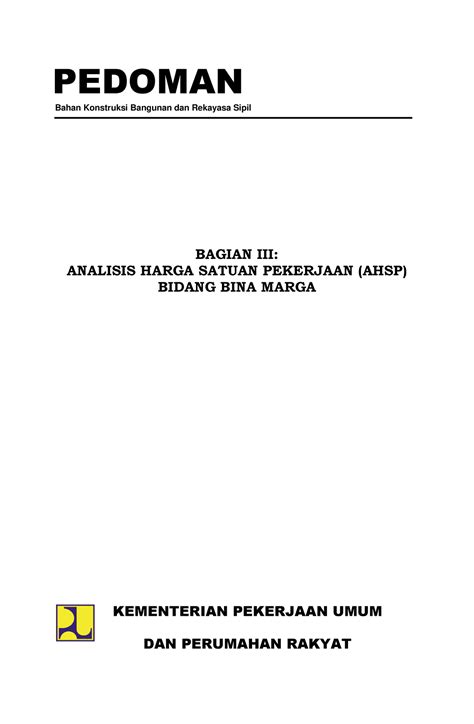 PEDOMAN
Bahan Konstruksi Bangunan dan Rekayasa Sipil
BAGIAN III:
ANALISIS HARGA SATUAN PEKERJAAN (AHSP)
BIDANG BINA MARGA
KEMENTERIAN PEKERJAAN UMUM
DAN PERUMAHAN RAKYAT